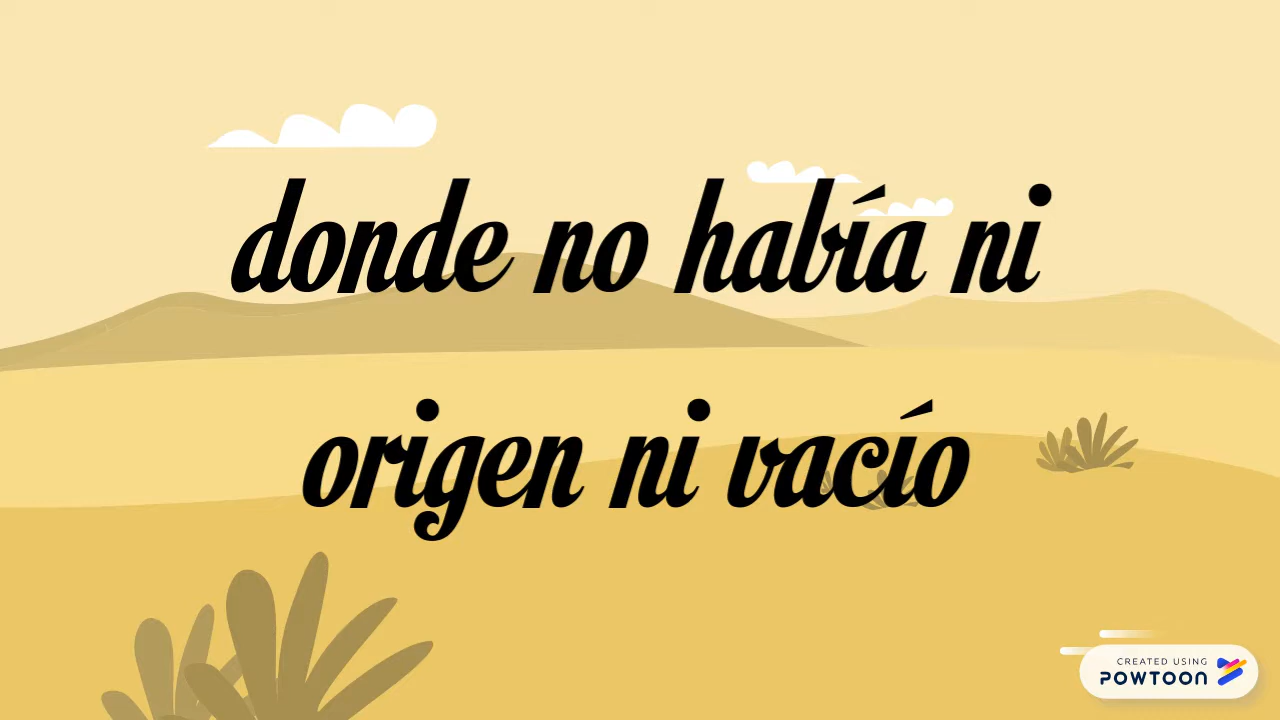 donde no había ni
origen ni vacío
CREATED USING
POWTOON